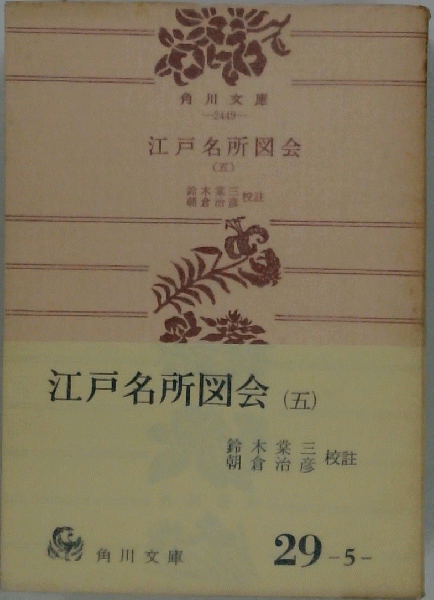 角川文庫
—2449—
江戸名所図会
(五)
鈴木棠三
朝倉治彦 校註
江戸名所図会 (五)
鈴木棠三
朝倉治彦 校註
角川文庫 29-5-